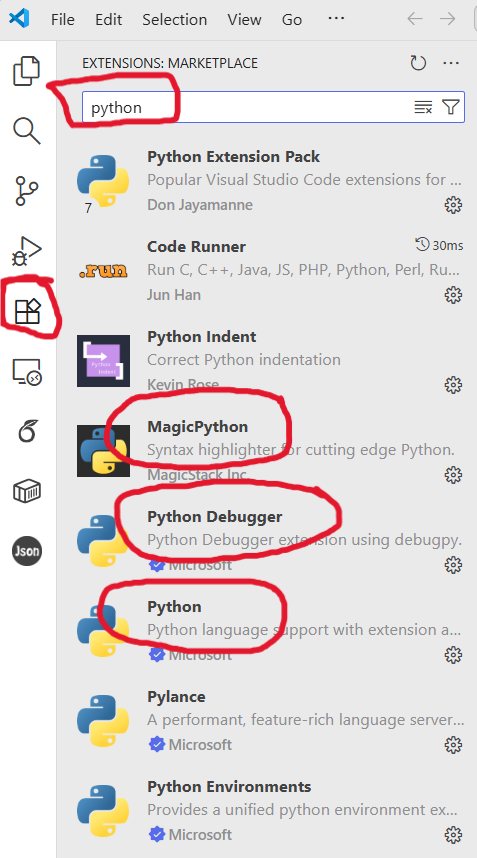 File Edit Selection View Go ...
EXTENSIONS: MARKETPLACE
python
Python Extension Pack
Popular Visual Studio Code extensions for ...
7
Don Jayamanne
Code Runner
30ms
Run C, C++, Java, JS, PHP, Python, Perl, Ru...
.run
Jun Han
Python Indent
Correct Python indentation
Python
Indent
Kevin Rose
MagicPython
Syntax highlighter for cutting edge Python.
MagicStack Inc.
Python Debugger
Python Debugger extension using debugpy.
Microsoft
Python
Python language support with extension a...
Microsoft
Pylance
A performant, feature-rich language server...
Microsoft
Json
Python Environments
Provides a unified python environment ex...
Microsoft